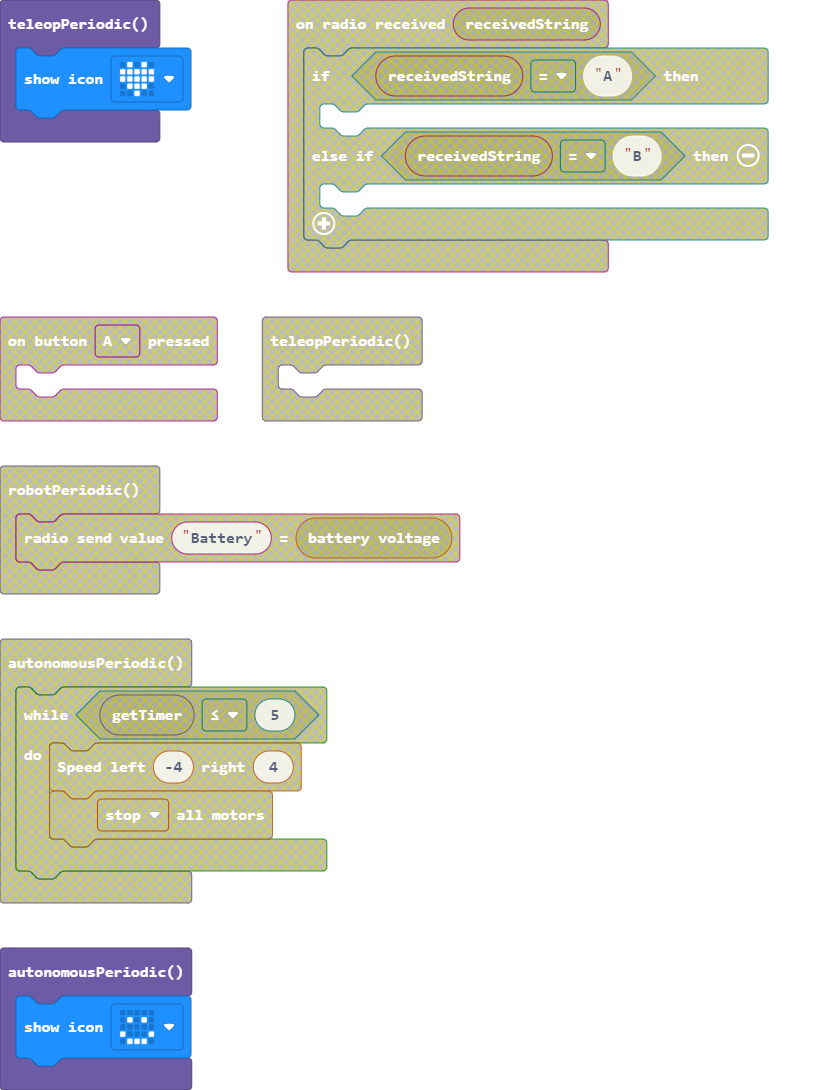 teleopPeriodic()
show icon
on radio received receivedString
if receivedString = "A" then
else if receivedString = "B" then
on button A pressed
teleopPeriodic()
robotPeriodic()
radio send value "Battery" = battery voltage
autonomousPeriodic()
while getTimer ≤ 5
do
Speed left -4 right 4
stop all motors
autonomousPeriodic()
show icon